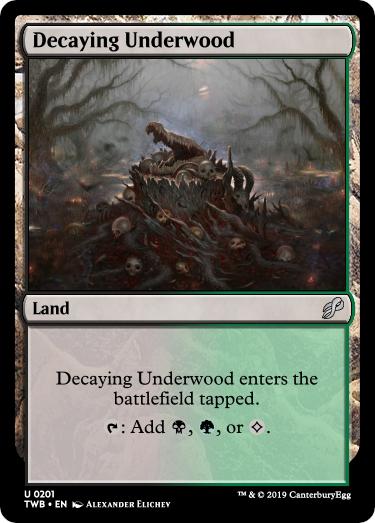 Decaying Underwood
Land
Decaying Underwood enters the
battlefield tapped.
: Add , , or .
U 0201
TWB • EN Alexander Elichev
™ & © 2019 CanterburyEgg